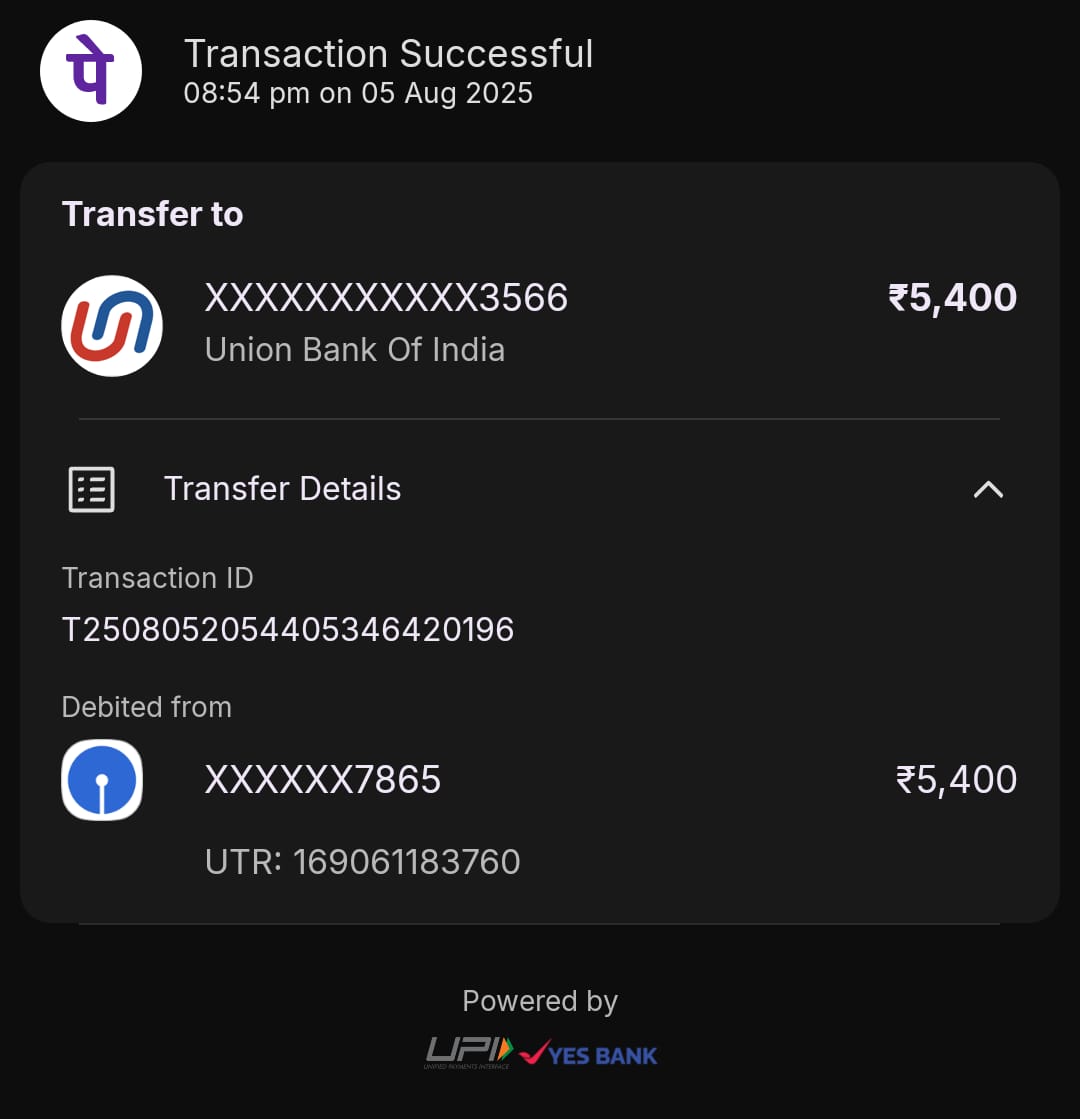 पे
Transaction Successful
08:54 pm on 05 Aug 2025
Transfer to
XXXXXXXXXXX3566
₹5,400
Union Bank Of India
Transfer Details
Transaction ID
T2508052054405346420196
Debited from
XXXXXX7865
₹5,400
UTR: 169061183760
Powered by
UPI
UNIFIED PAYMENTS INTERFACE
YES BANK